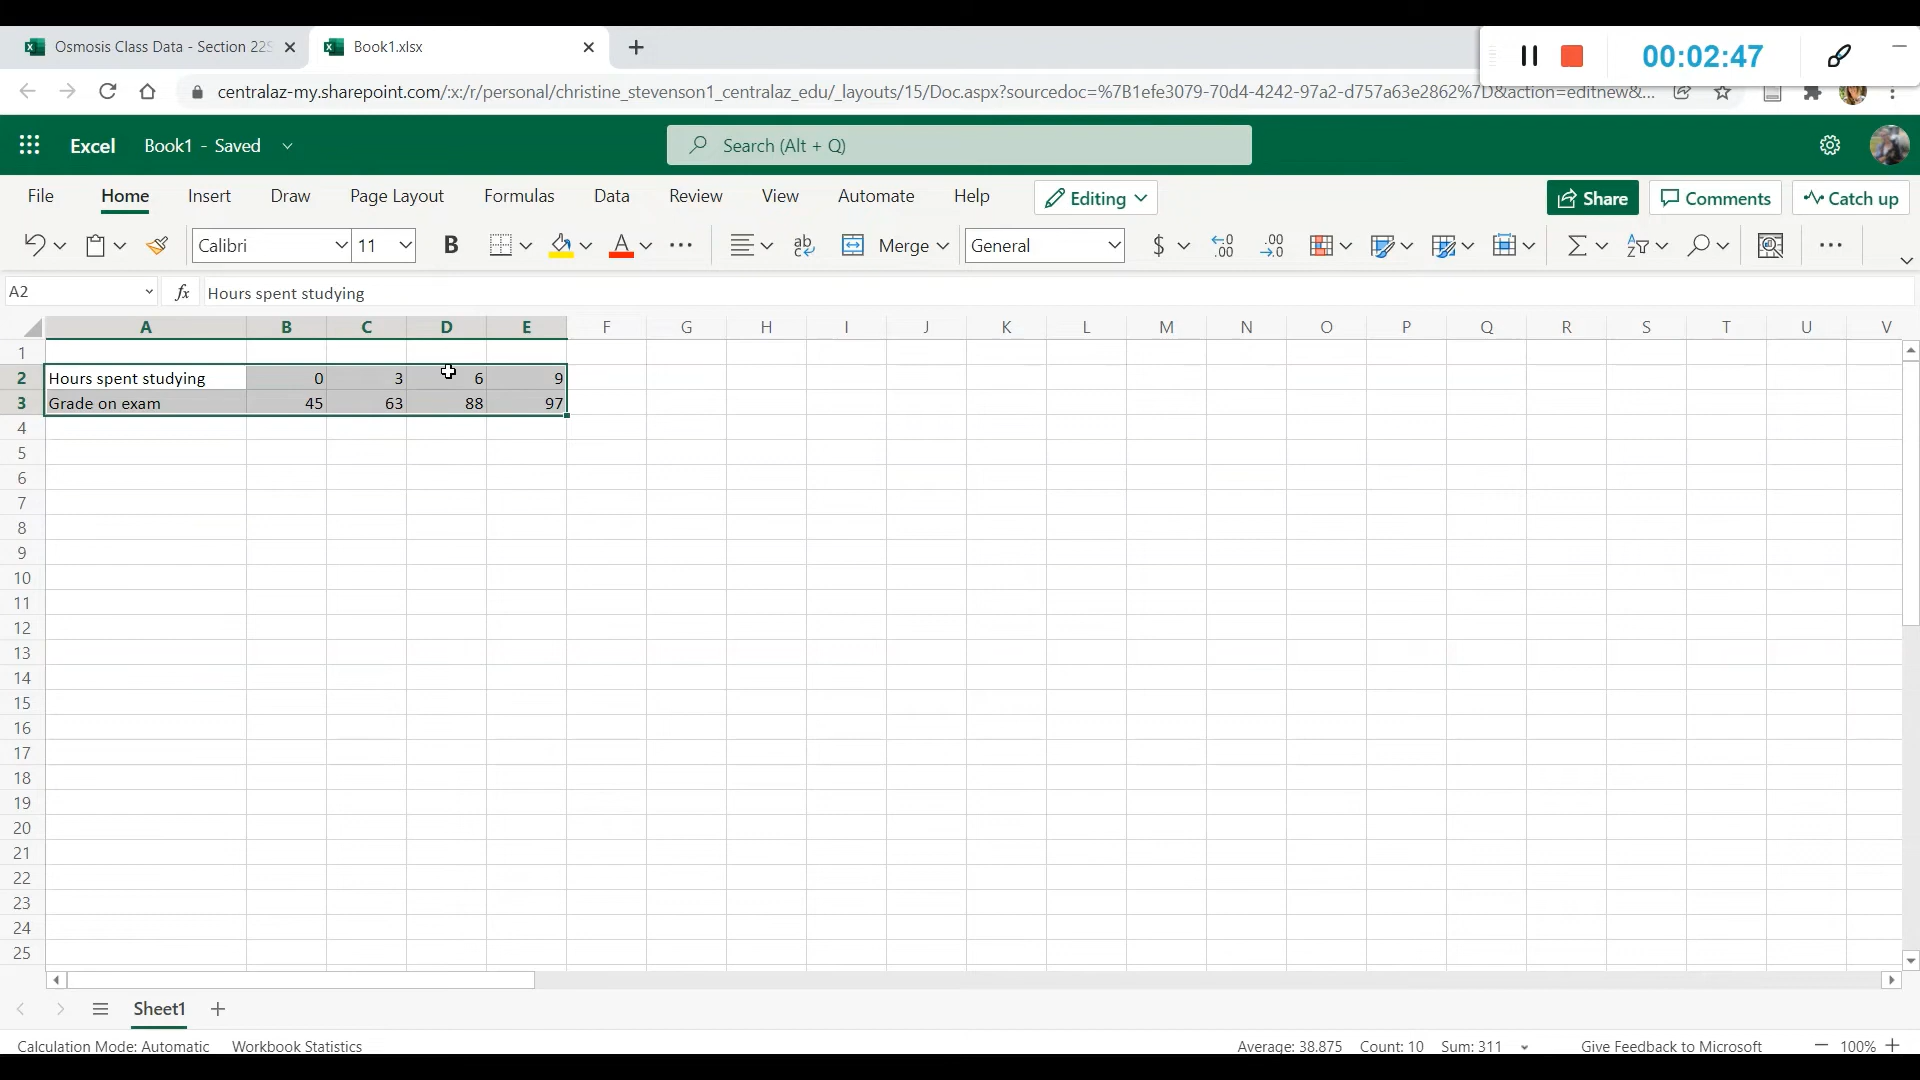 Osmosis Class Data - Section 22S
Book1.xlsx
00:02:47
centralaz-my.sharepoint.com/:x:/r/personal/christine_stevenson1_centralaz_edu/_layouts/15/Doc.aspx?sourcedoc=%7B1efe3079-70d4-4242-97a2-d757a63e2862%7D&action=editnew&...
Excel Book1 - Saved Search (Alt + Q)
File Home Insert Draw Page Layout Formulas Data Review View Automate Help Editing Share Comments Catch up
Calibri 11 B A ab Merge General $ .00
A2 fx Hours spent studying
A B C D E F G H I J K L M N O P Q R S T U V
1
2 Hours spent studying 0 3 6 9
3 Grade on exam 45 63 88 97
4
5
6
7
8
9
10
11
12
13
14
15
16
17
18
19
20
21
22
23
24
25
Sheet1
Calculation Mode: Automatic Workbook Statistics Average: 38.875 Count: 10 Sum: 311 Give Feedback to Microsoft 100%